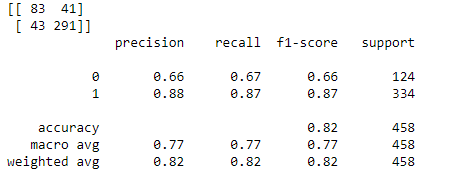 [[ 83  41]
 [ 43 291]]
              precision    recall  f1-score   support

           0       0.66      0.67      0.66       124
           1       0.88      0.87      0.87       334

    accuracy                           0.82       458
   macro avg       0.77      0.77      0.77       458
weighted avg       0.82      0.82      0.82       458